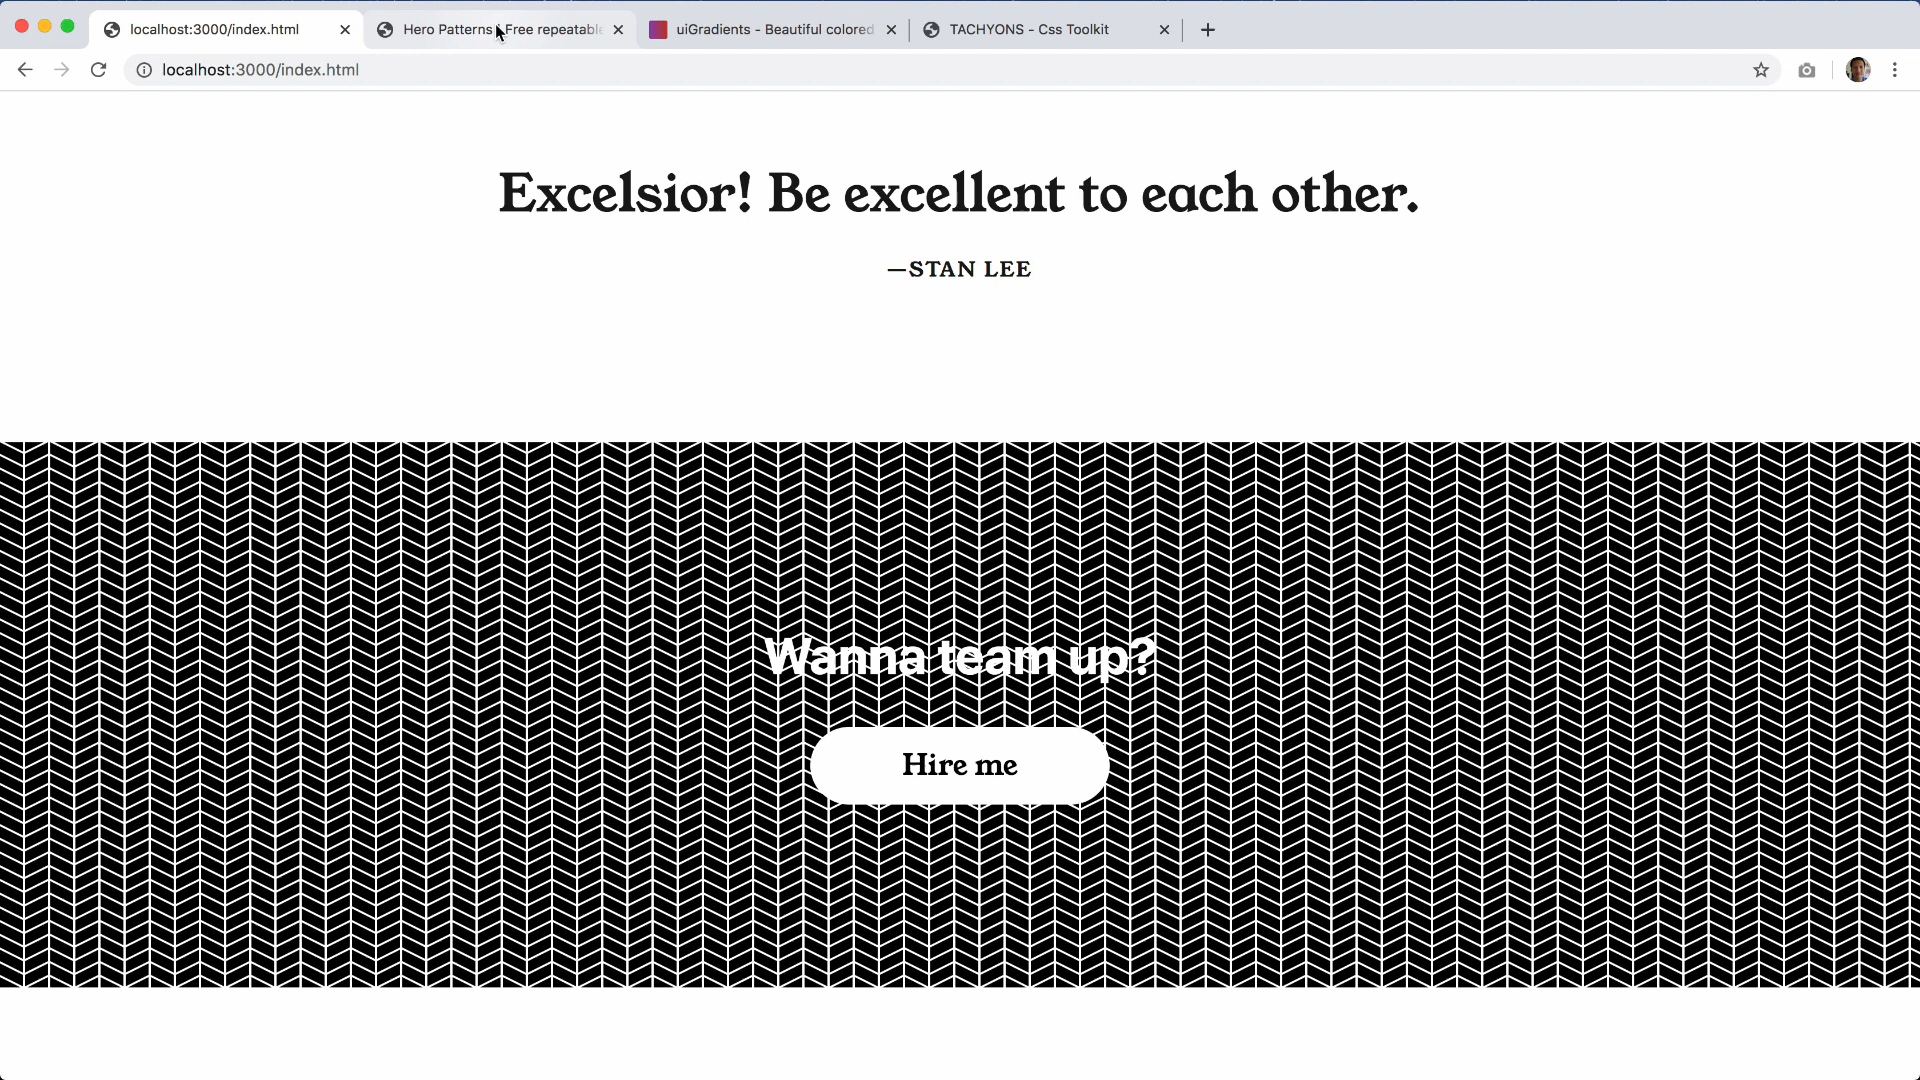 localhost:3000/index.html
Hero Patterns | Free repeatable
uiGradients - Beautiful colored
TACHYONS - Css Toolkit
localhost:3000/index.html
Excelsior! Be excellent to each other.
—STAN LEE
Wanna team up?
Hire me